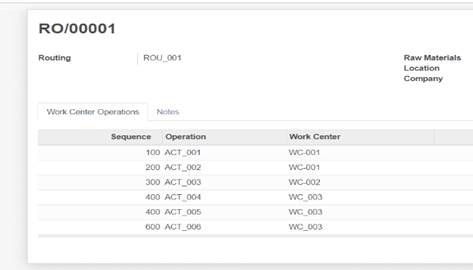 RO/00001
Routing ROU_001 Raw Materials
Location
Company
Work Center Operations Notes
Sequence Operation Work Center
100 ACT_001 WC-001
200 ACT_002 WC-001
300 ACT_003 WC-002
400 ACT_004 WC_003
400 ACT_005 WC_003
600 ACT_006 WC_003